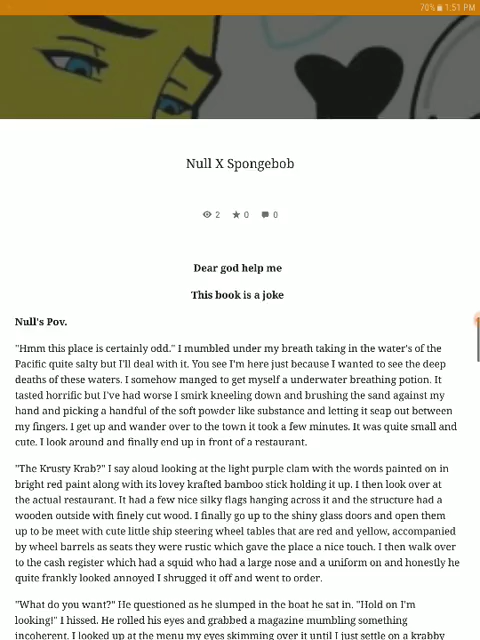 70% 1:51 PM
Null X Spongebob
2 0 0
Dear god help me
This book is a joke
Null's Pov.
"Hmm this place is certainly odd." I mumbled under my breath taking in the water's of the
Pacific quite salty but I'll deal with it. You see I'm here just because I wanted to see the deep
deaths of these waters. I somehow manged to get myself a underwater breathing potion. It
tasted horrific but I've had worse I smirk kneeling down and brushing the sand against my
hand and picking a handful of the soft powder like substance and letting it seap out between
my fingers. I get up and wander over to the town it took a few minutes. It was quite small and
cute. I look around and finally end up in front of a restaurant.
"The Krusty Krab?" I say aloud looking at the light purple clam with the words painted on in
bright red paint along with its lovey krafted bamboo stick holding it up. I then look over at
the actual restaurant. It had a few nice silky flags hanging across it and the structure had a
wooden outside with finely cut wood. I finally go up to the shiny glass doors and open them
up to be meet with cute little ship steering wheel tables that are red and yellow, accompanied
by wheel barrels as seats they were rustic which gave the place a nice touch. I then walk over
to the cash register which had a squid who had a large nose and a uniform on and honestly he
quite frankly looked annoyed I shrugged it off and went to order.
"What do you want?" He questioned as he slumped in the boat he sat in. "Hold on I'm
looking!" I hissed. He rolled his eyes and grabbed a magazine mumbling something
incoherent. I looked up at the menu my eyes skimming over it until I just settle on a krabby